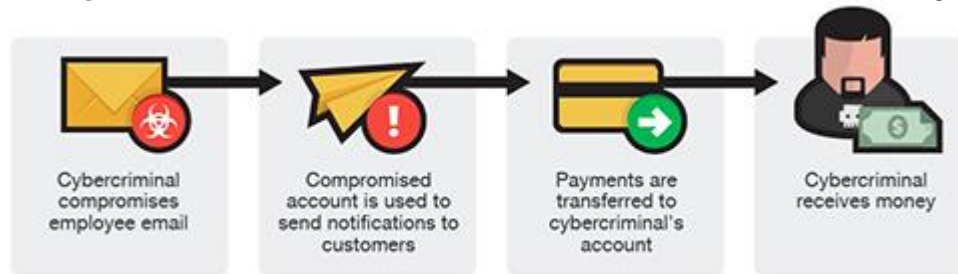 Cybercriminal
compromises
employee email
Compromised
account is used to
send notifications to
customers
Payments are
transferred to
cybercriminal's
account
Cybercriminal
receives money